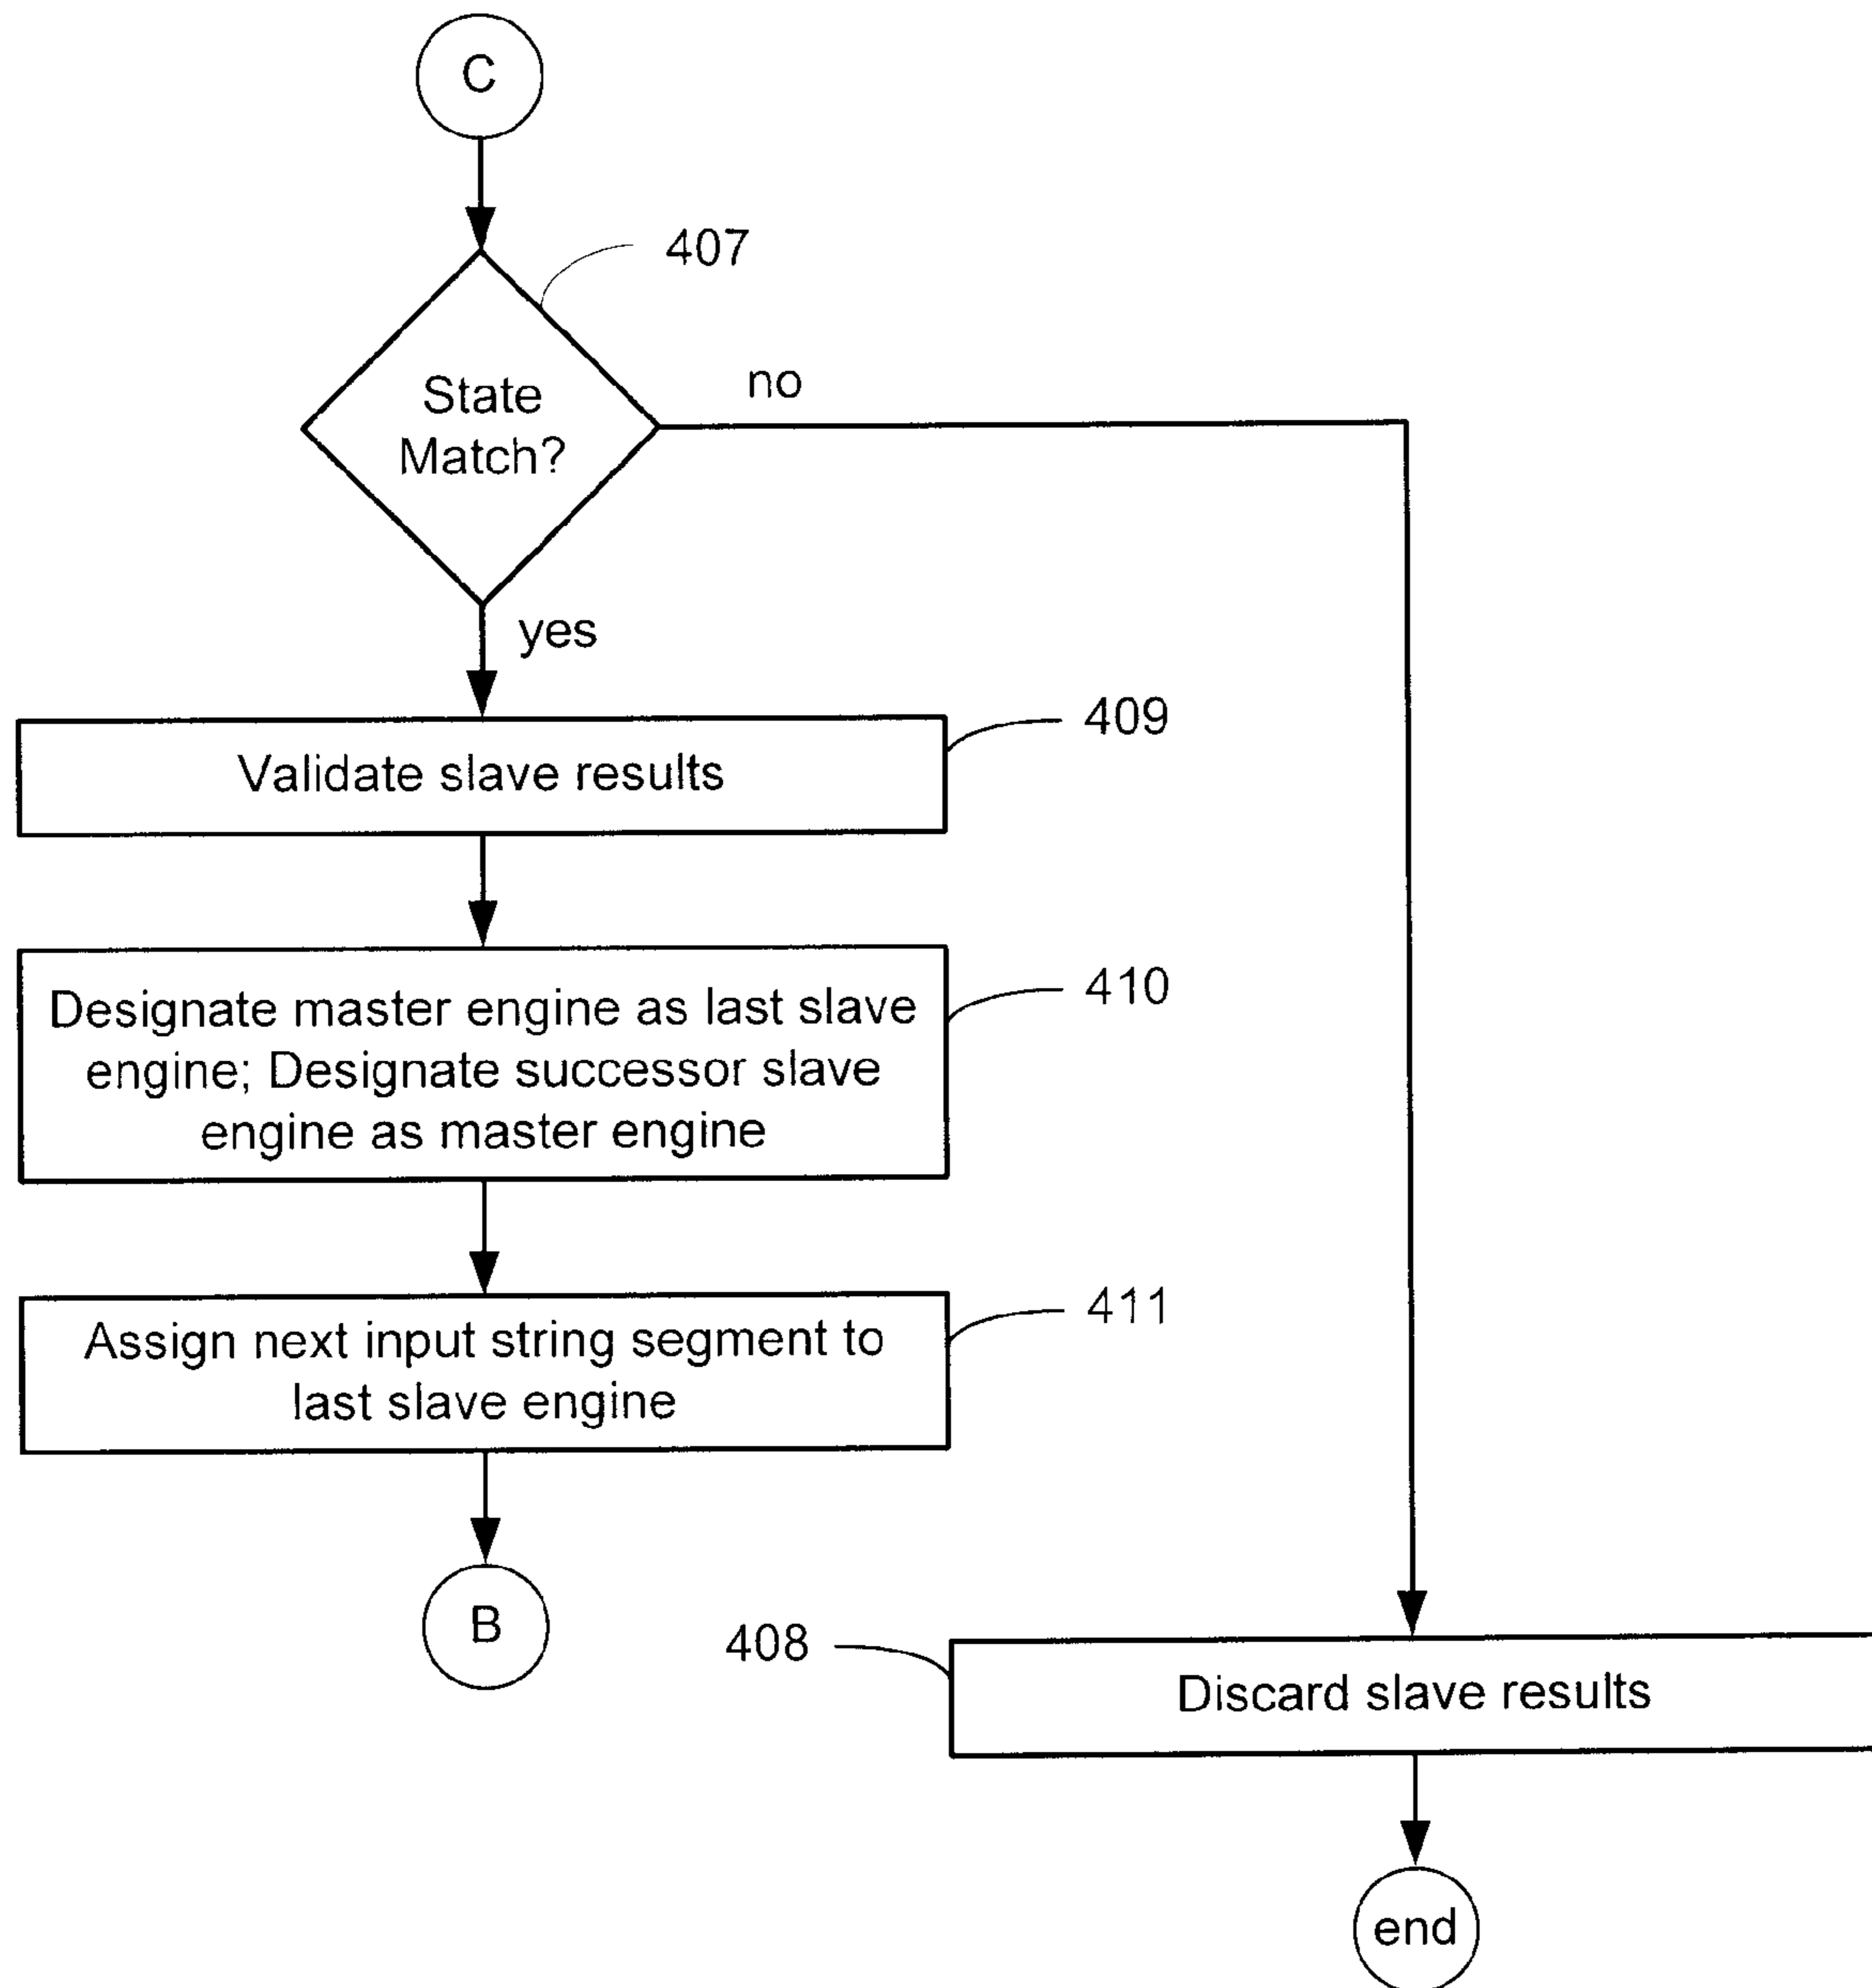 C
407
State
Match?
no
yes
409
Validate slave results
410
Designate master engine as last slave
engine; Designate successor slave
engine as master engine
411
Assign next input string segment to
last slave engine
B
408
Discard slave results
end